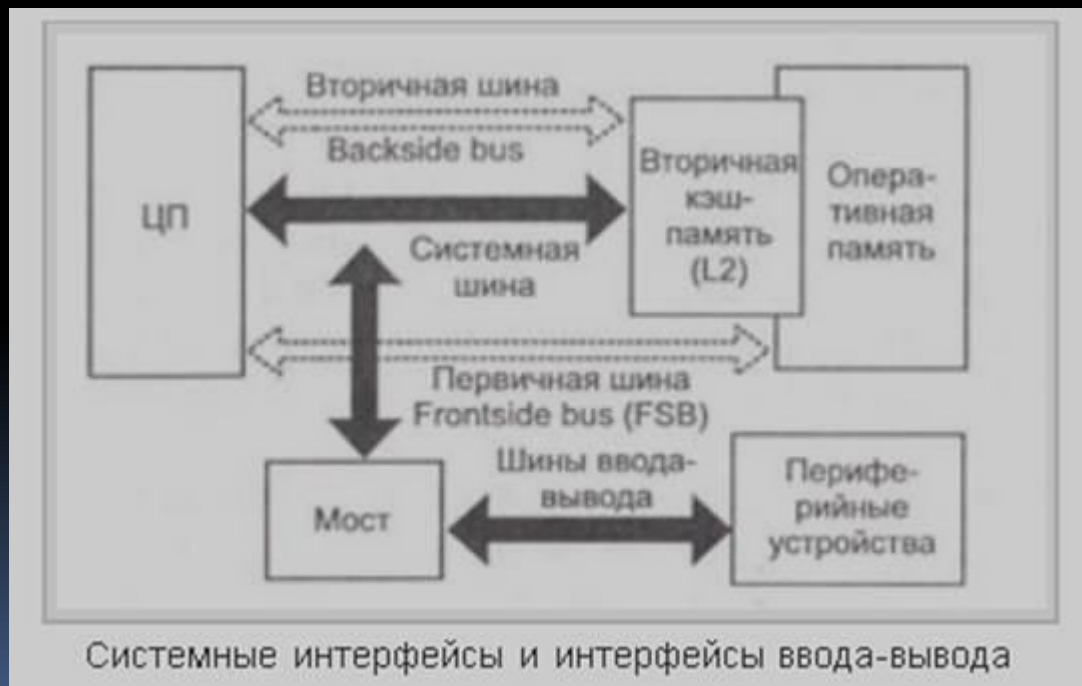 Вторичная шина
Backside bus
ЦП
Вторичная
кэш-
память
(L2)
Опера-
тивная
память
Системная
шина
Первичная шина
Frontside bus (FSB)
Шины ввода-
вывода
Мост
Перифе-
рийные
устройства
Системные интерфейсы и интерфейсы ввода-вывода